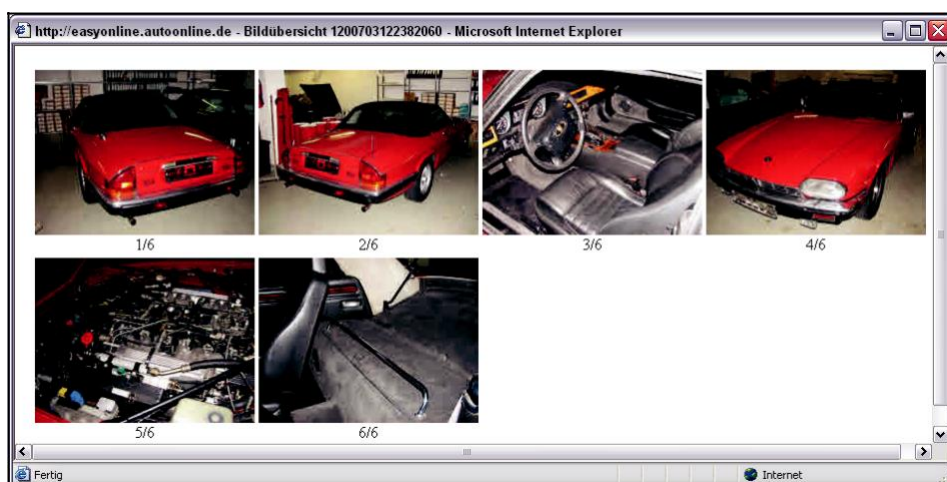 http://easyonline.autoonline.de - Bildübersicht 1200703122382060 - Microsoft Internet Explorer
1/6
2/6
3/6
4/6
5/6
6/6
Fertig
Internet